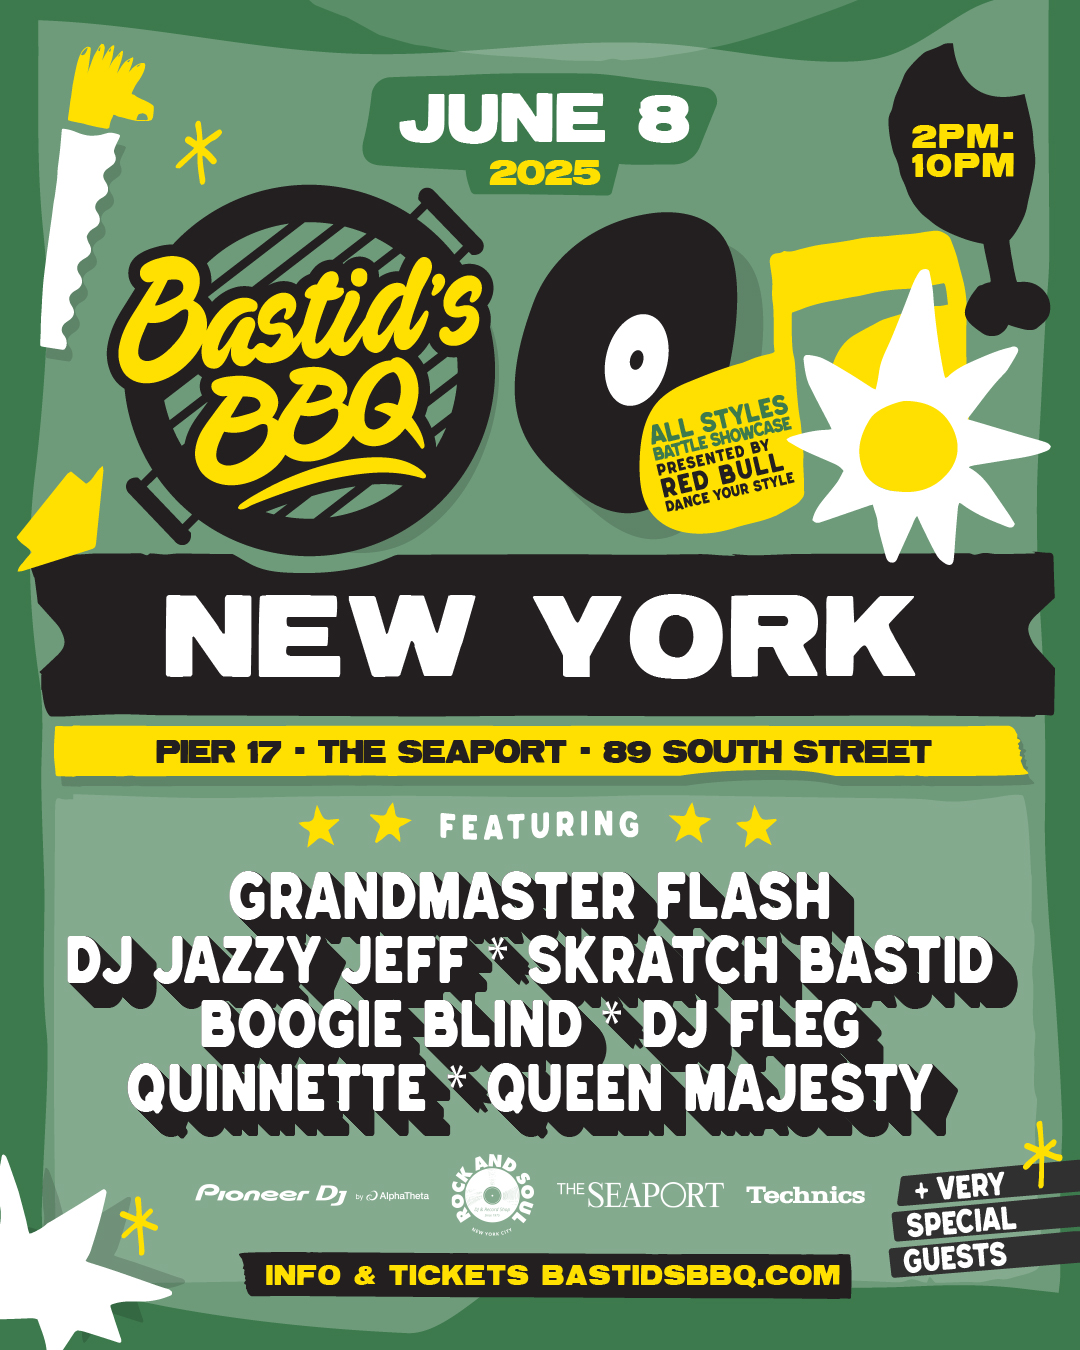 JUNE 8
2025
2PM-
10PM
Bastid's
BBQ
ALL STYLES
BATTLE SHOWCASE
PRESENTED BY
RED BULL
DANCE YOUR STYLE
NEW YORK
PIER 17 - THE SEAPORT - 89 SOUTH STREET
FEATURING
GRANDMASTER FLASH
DJ JAZZY JEFF * SKRATCH BASTID
BOOGIE BLIND * DJ FLEG
QUINNETTE * QUEEN MAJESTY
Pioneer Dj by AlphaTheta
ROCK AND SOUL
DJ & Record Shop
NEW YORK CITY
THE SEAPORT
Technics
+ VERY
SPECIAL
GUESTS
INFO & TICKETS BASTIDSBBQ.COM